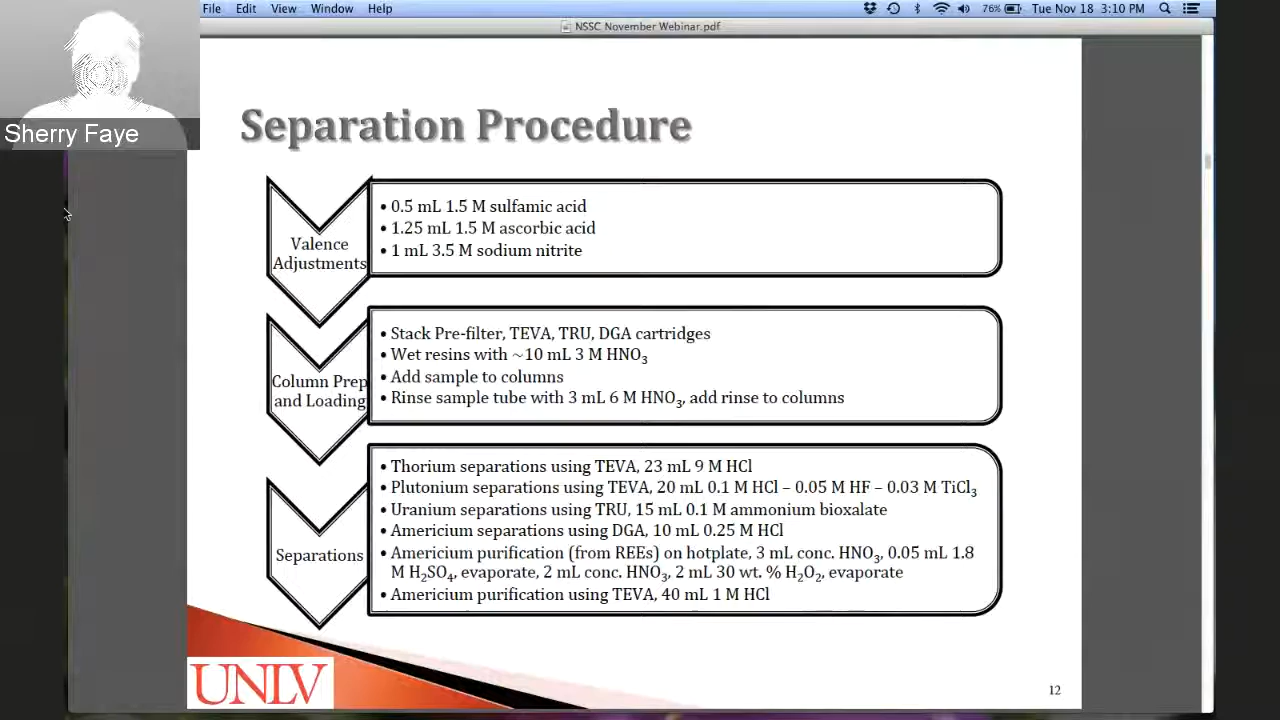 File Edit View Window Help
76% Tue Nov 18 3:10 PM
NSSC November Webinar.pdf
Sherry Faye
Separation Procedure
Valence
Adjustments
• 0.5 mL 1.5 M sulfamic acid
• 1.25 mL 1.5 M ascorbic acid
• 1 mL 3.5 M sodium nitrite
Column Prep
and Loading
• Stack Pre-filter, TEVA, TRU, DGA cartridges
• Wet resins with ~10 mL 3 M HNO₃
• Add sample to columns
• Rinse sample tube with 3 mL 6 M HNO₃, add rinse to columns
Separations
• Thorium separations using TEVA, 23 mL 9 M HCl
• Plutonium separations using TEVA, 20 mL 0.1 M HCl – 0.05 M HF – 0.03 M TiCl₃
• Uranium separations using TRU, 15 mL 0.1 M ammonium bioxalate
• Americium separations using DGA, 10 mL 0.25 M HCl
• Americium purification (from REEs) on hotplate, 3 mL conc. HNO₃, 0.05 mL 1.8
M H₂SO₄, evaporate, 2 mL conc. HNO₃, 2 mL 30 wt. % H₂O₂, evaporate
• Americium purification using TEVA, 40 mL 1 M HCl
UNLV
12